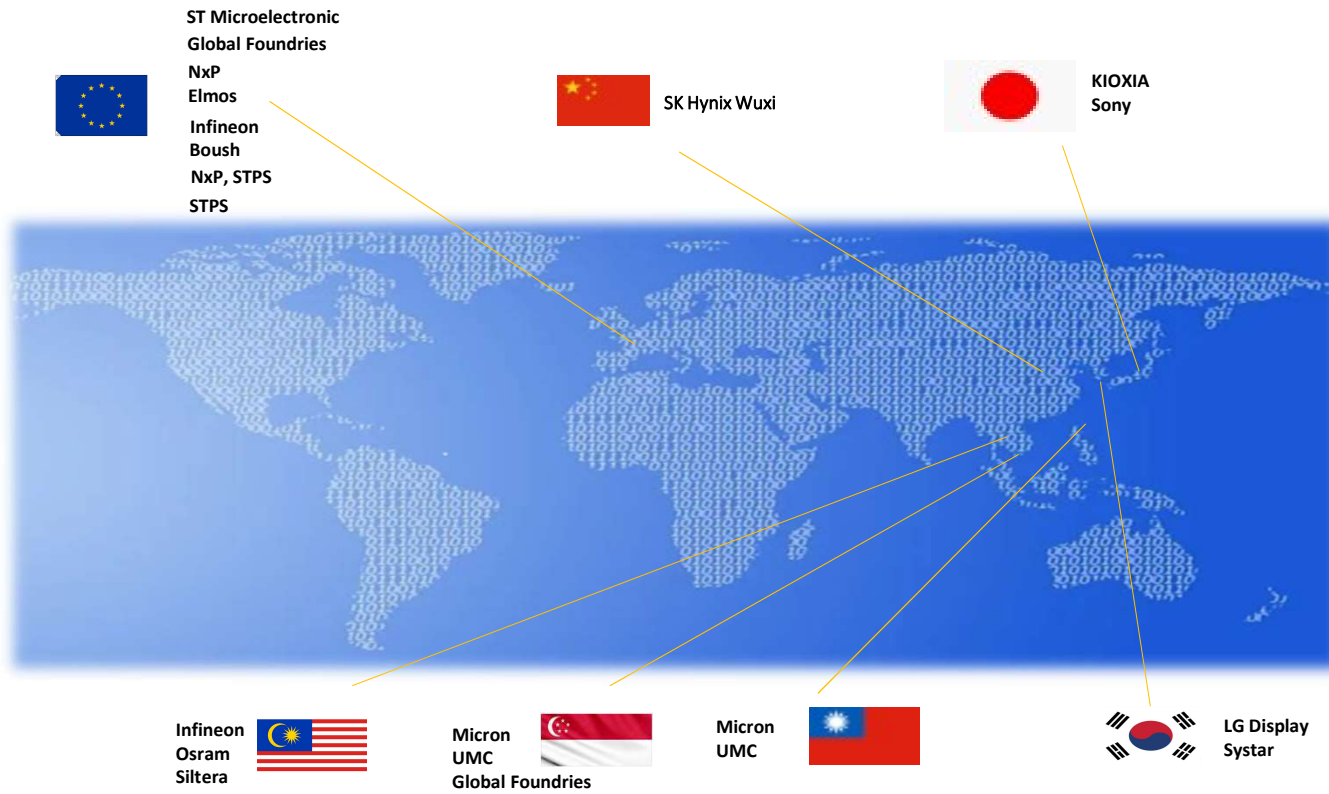 ST Microelectronic
Global Foundries
NxP
Elmos
Infineon
Boush
NxP, STPS
STPS
SK Hynix Wuxi
KIOXIA
Sony
Infineon
Osram
Siltera
Micron
UMC
Global Foundries
Micron
UMC
LG Display
Systar